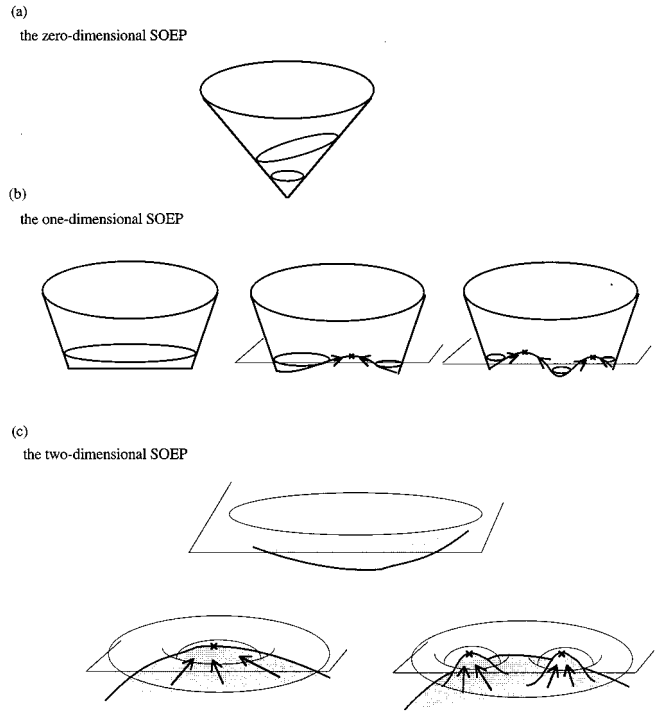 (a)
the zero-dimensional SOEP
(b)
the one-dimensional SOEP
(c)
the two-dimensional SOEP